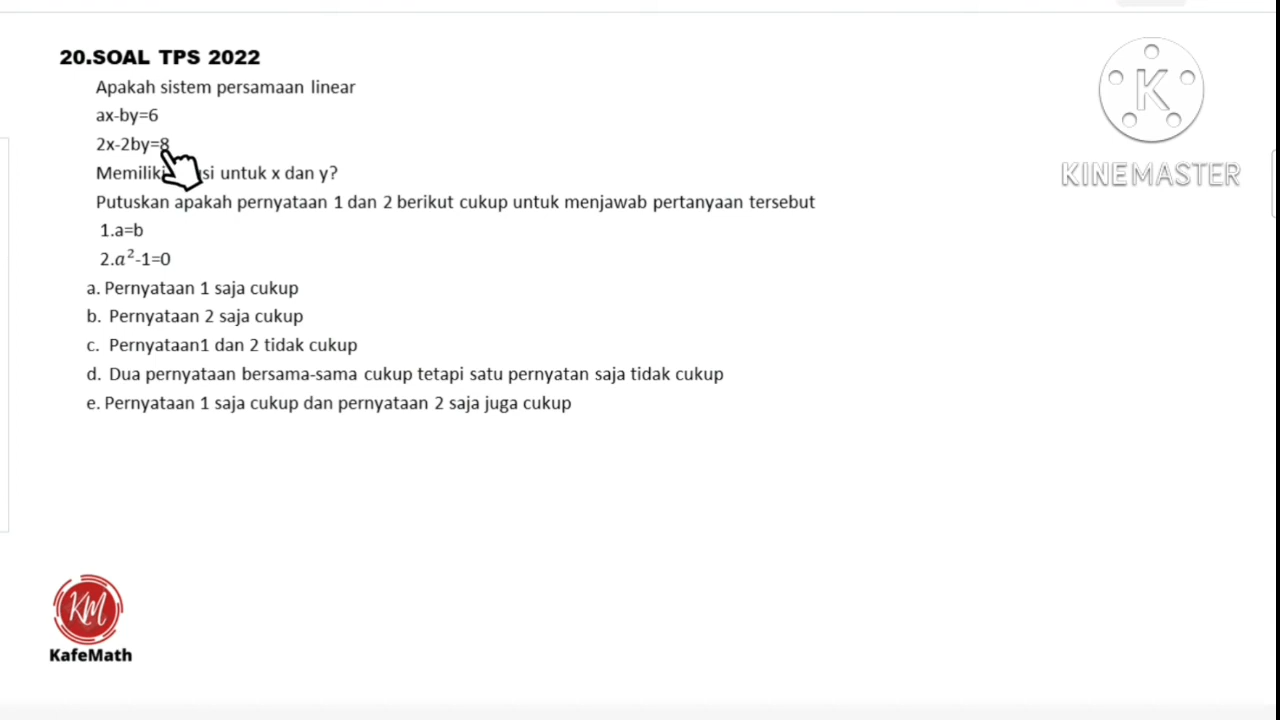 20.SOAL TPS 2022
Apakah sistem persamaan linear
ax-by=6
2x-2by=8
Memiliki untuk x dan y?
Putuskan apakah pernyataan 1 dan 2 berikut cukup untuk menjawab pertanyaan tersebut
1.a=b
2.a²-1=0
a. Pernyataan 1 saja cukup
b. Pernyataan 2 saja cukup
c. Pernyataan1 dan 2 tidak cukup
d. Dua pernyataan bersama-sama cukup tetapi satu pernyatan saja tidak cukup
e. Pernyataan 1 saja cukup dan pernyataan 2 saja juga cukup
K
KINEMASTER
KM
KafeMath